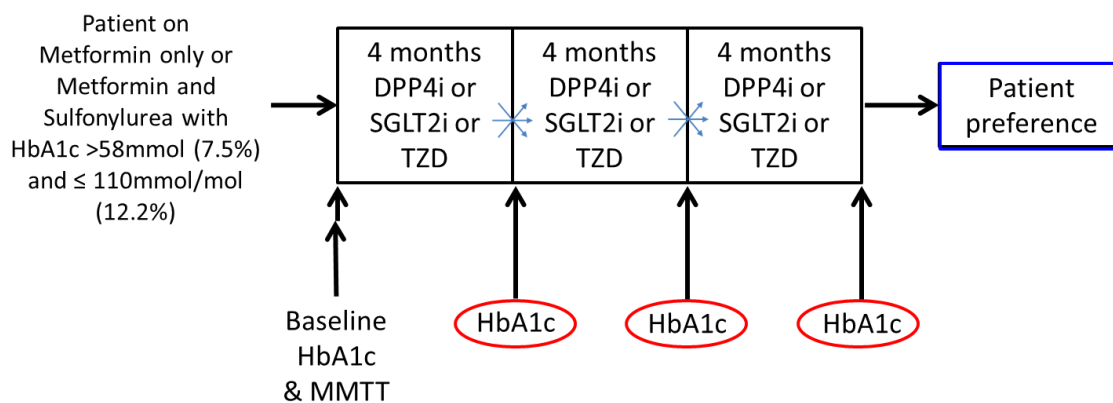 Patient on
Metformin only or
Metformin and
Sulfonylurea with
HbA1c >58mmol (7.5%)
and ≤ 110mmol/mol
(12.2%)
4 months
DPP4i or
SGLT2i or
TZD
4 months
DPP4i or
SGLT2i or
TZD
4 months
DPP4i or
SGLT2i or
TZD
Patient
preference
Baseline
HbA1c
& MMTT
HbA1c
HbA1c
HbA1c